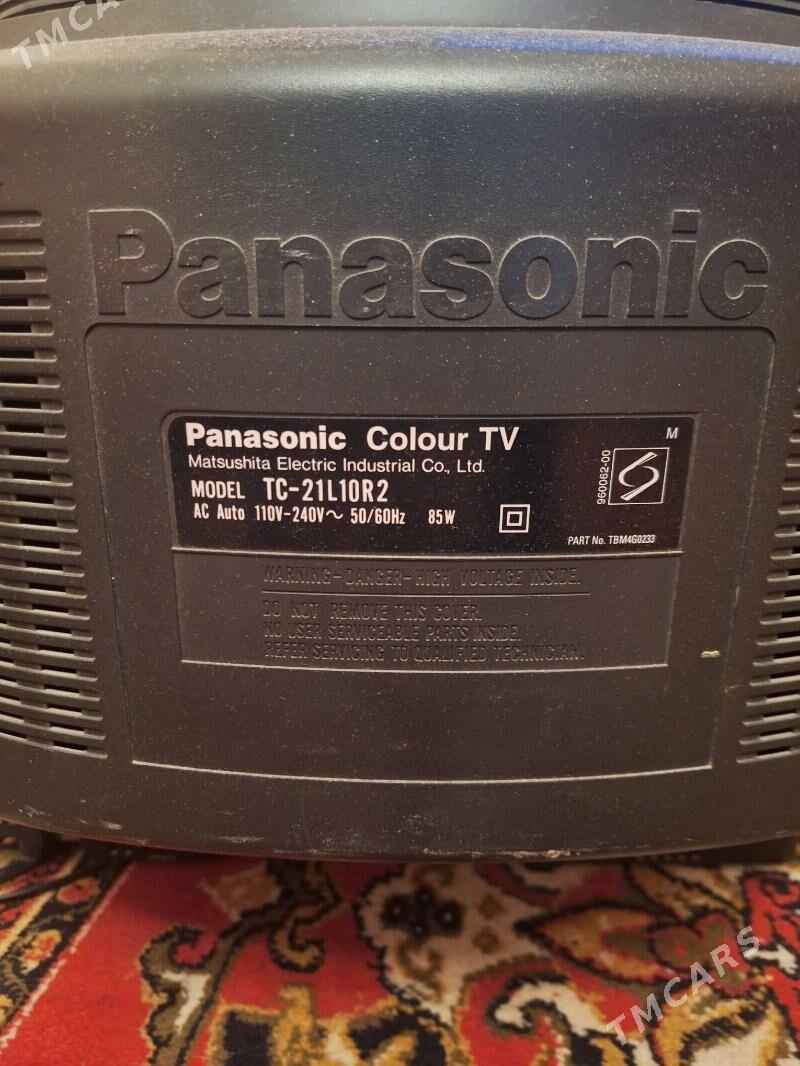 TMCARS
Panasonic
Panasonic Colour TV
M
Matsushita Electric Industrial Co., Ltd.
MODEL TC-21L10R2
AC Auto 110V-240V～ 50/60Hz 85W
960062-00
PART No. TBM4G0233
WARNING-DANGER-HIGH VOLTAGE INSIDE.
DO NOT REMOVE THIS COVER.
NO USER SERVICEABLE PARTS INSIDE.
REFER SERVICING TO QUALIFIED TECHNICIAN.
TMCARS